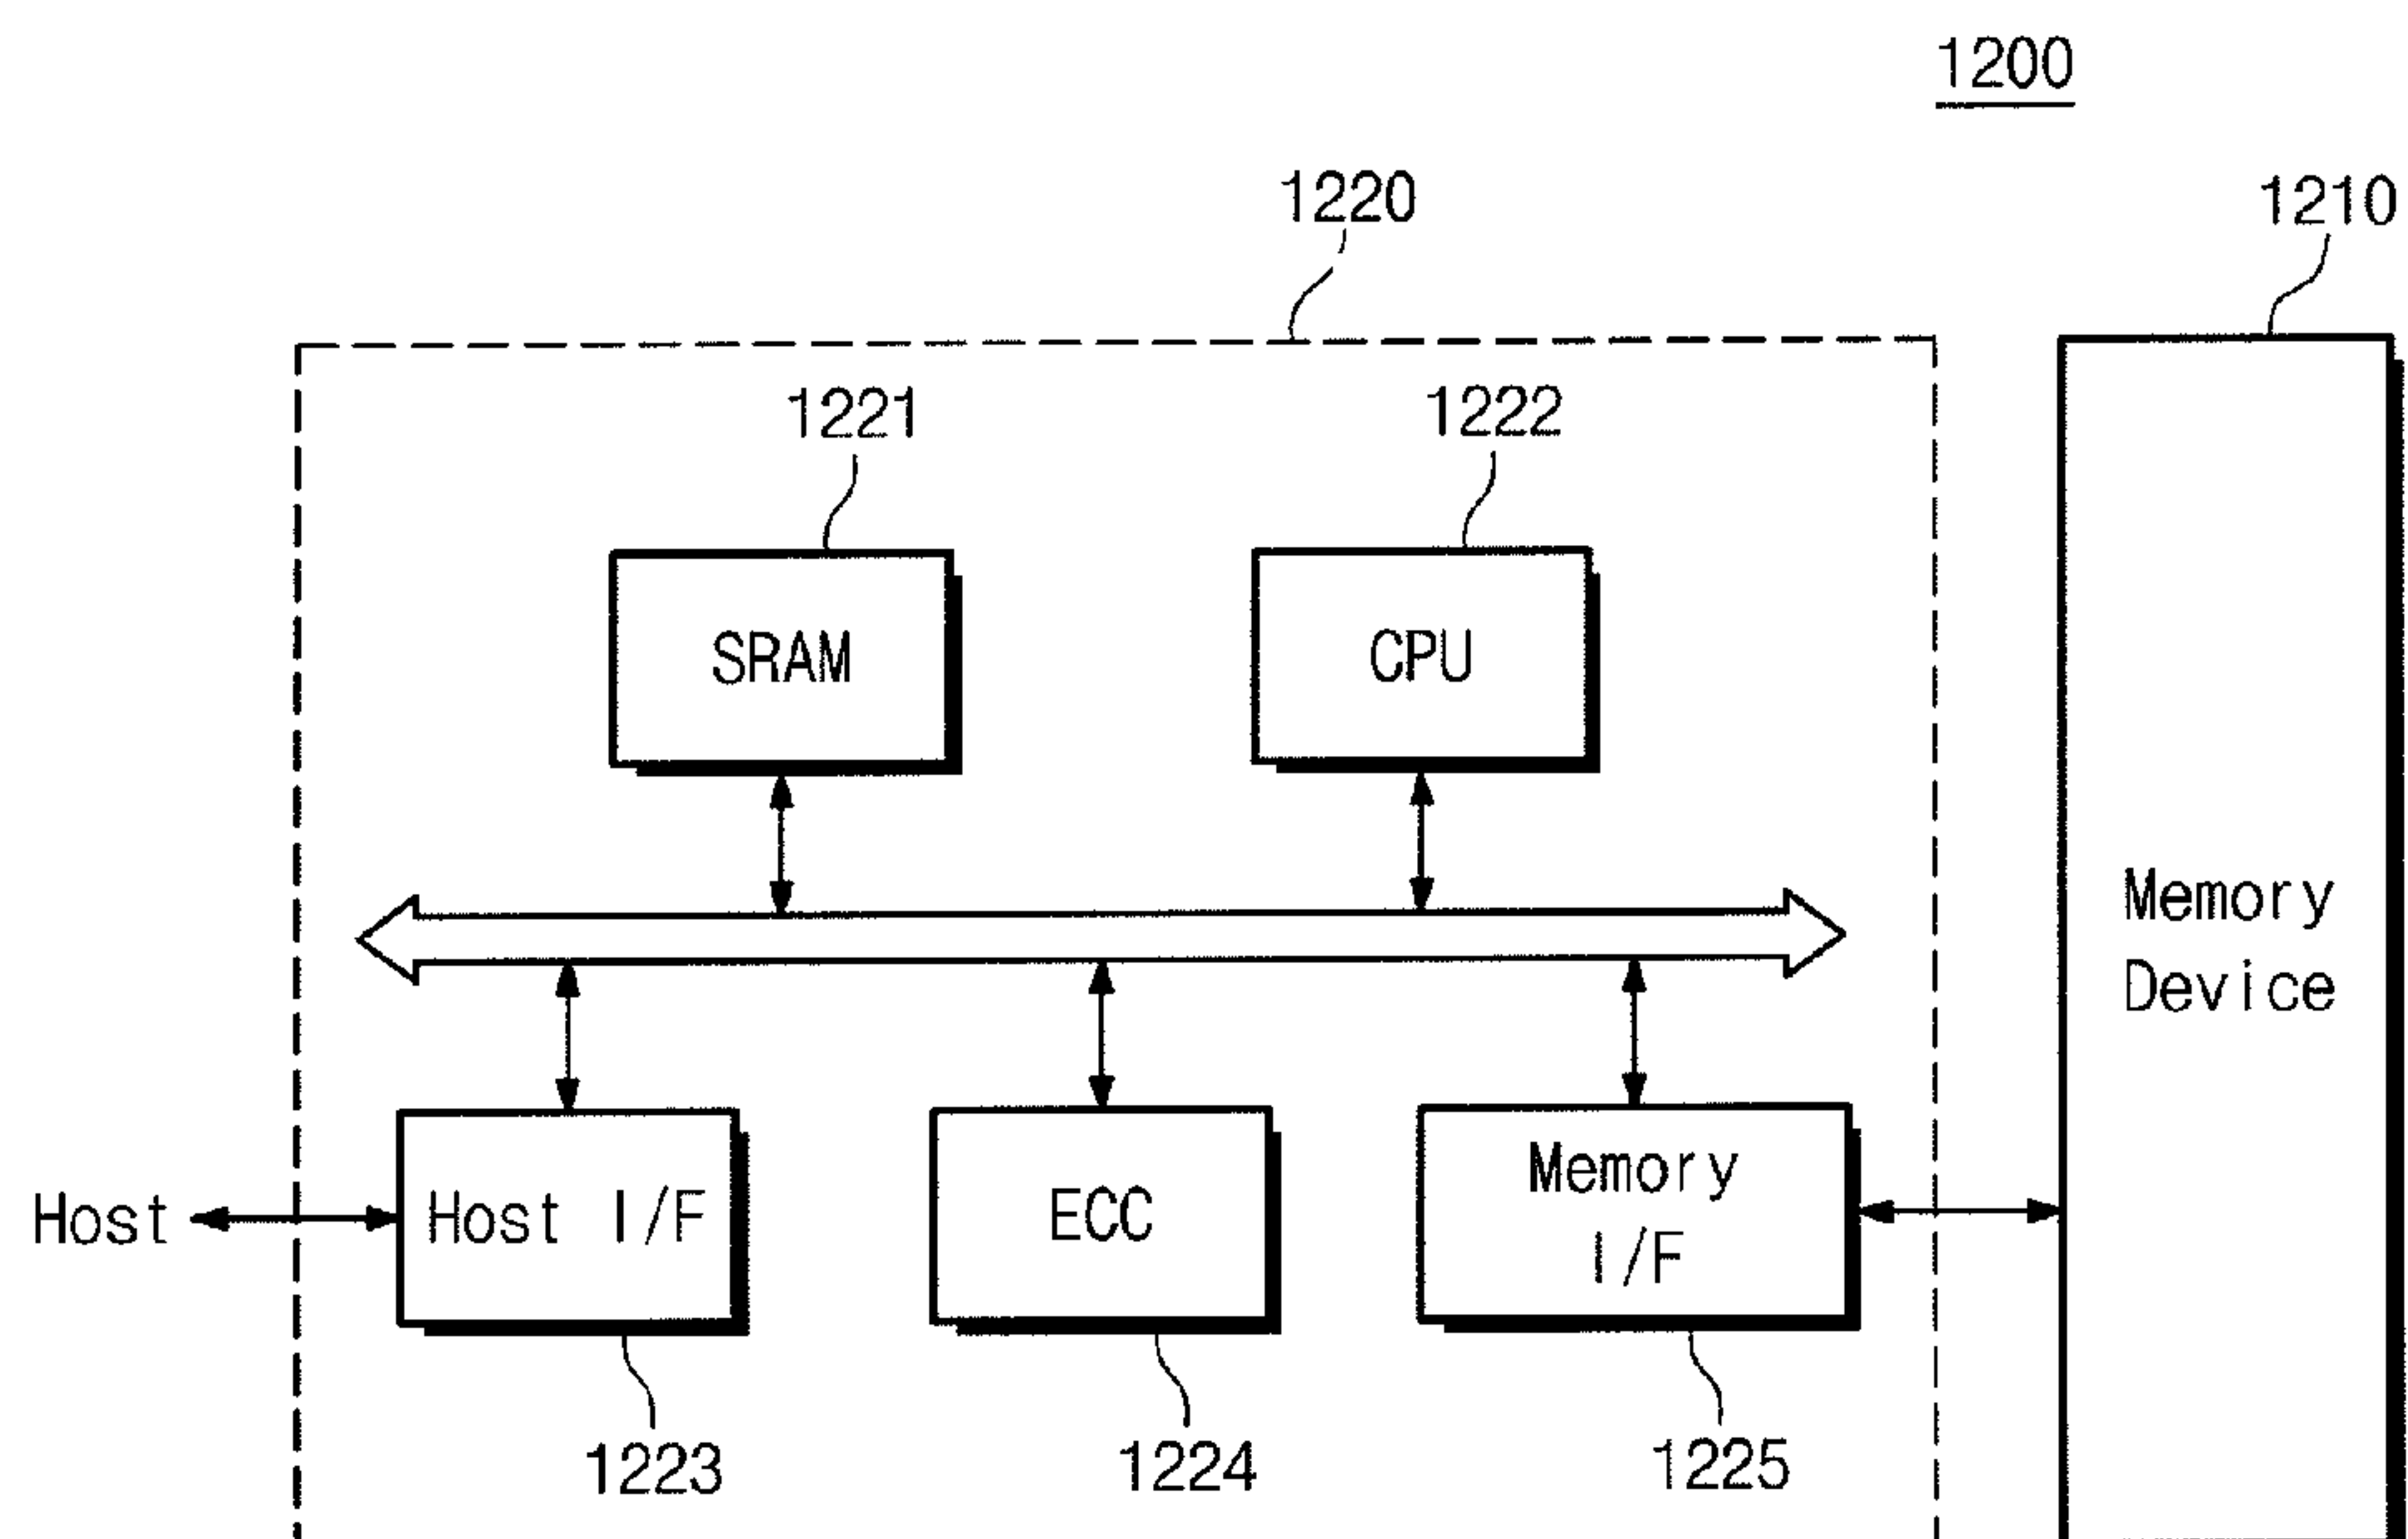 1200
1220
1210
1221
1222
SRAM
CPU
Memory
Device
Host
Host I/F
ECC
Memory
I/F
1223
1224
1225